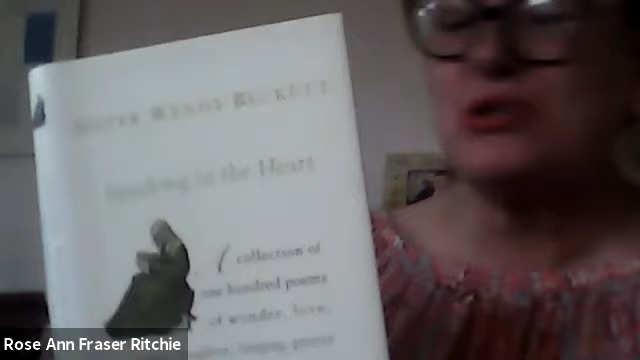 SISTER WENDY BECKETT
Speaking to the Heart
A collection of
one hundred poems
of wonder, love,
longing,
Rose Ann Fraser Ritchie